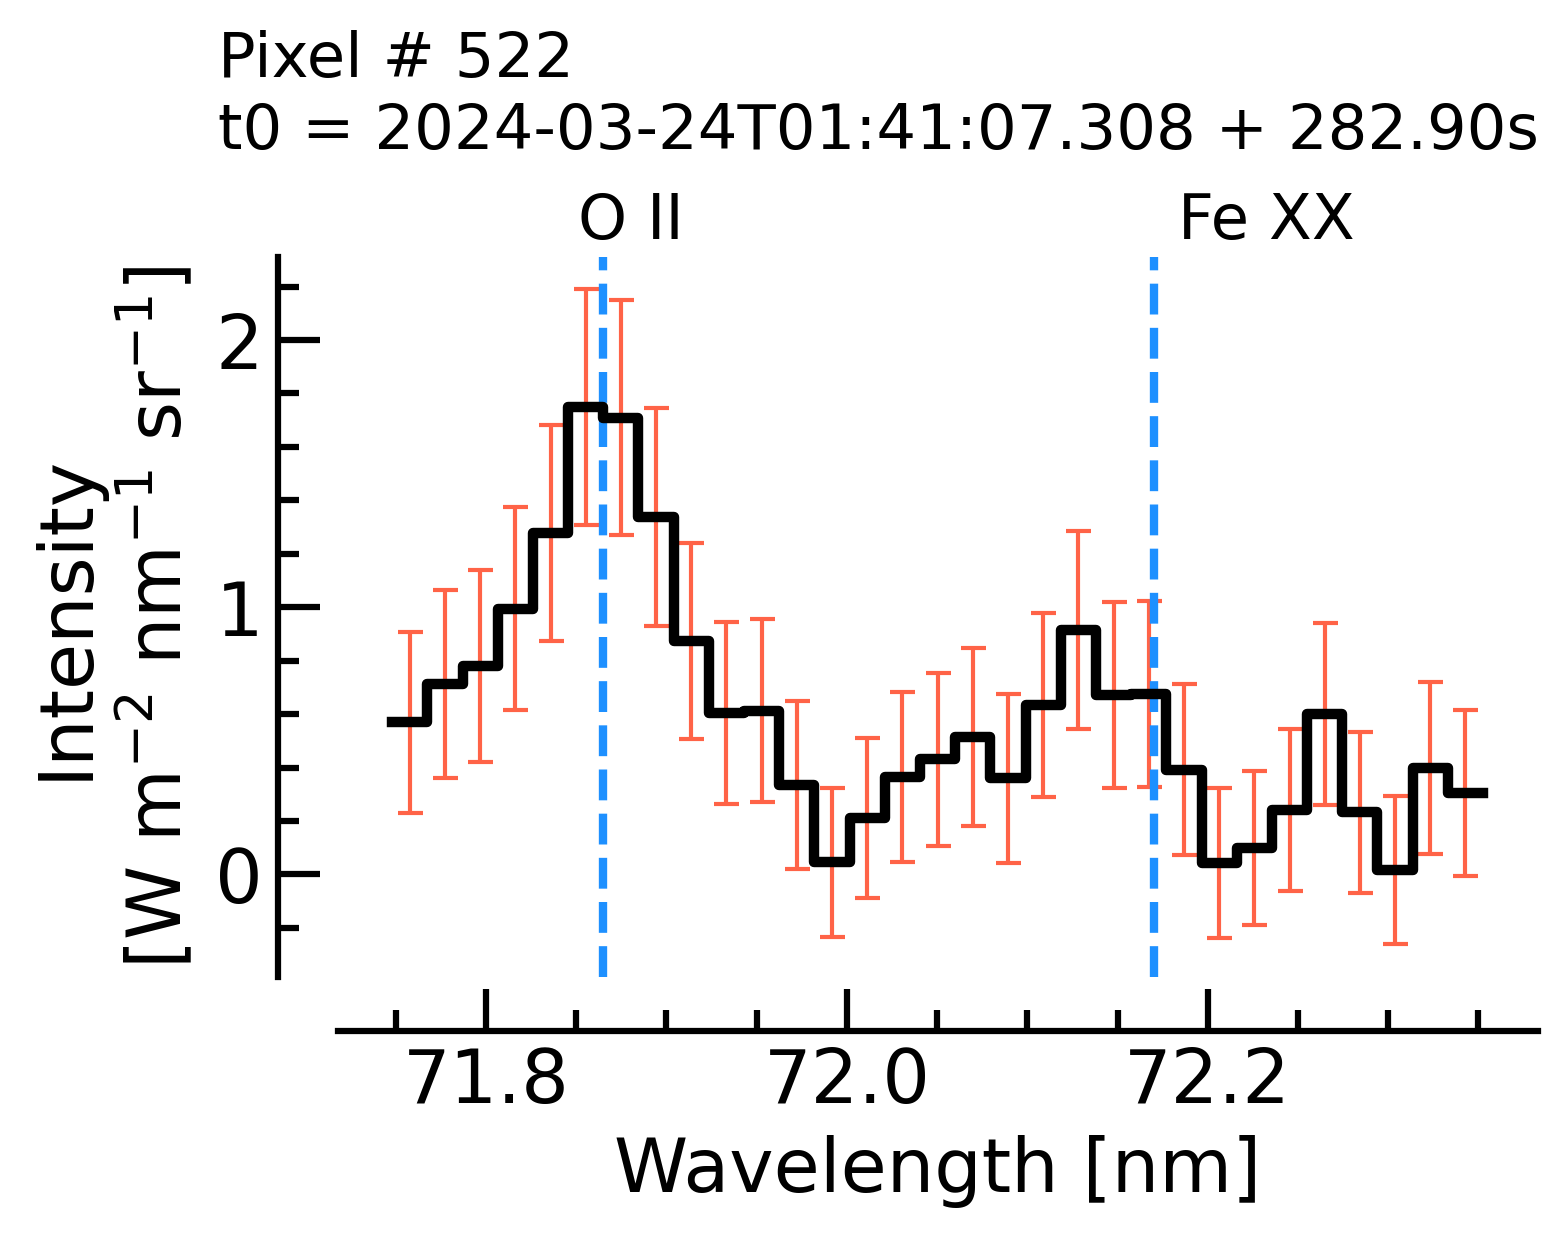 Pixel # 522
t0 = 2024-03-24T01:41:07.308 + 282.90s
O II
Fe XX
Intensity
[W m⁻² nm⁻¹ sr⁻¹]
2
1
0
71.8
72.0
72.2
Wavelength [nm]